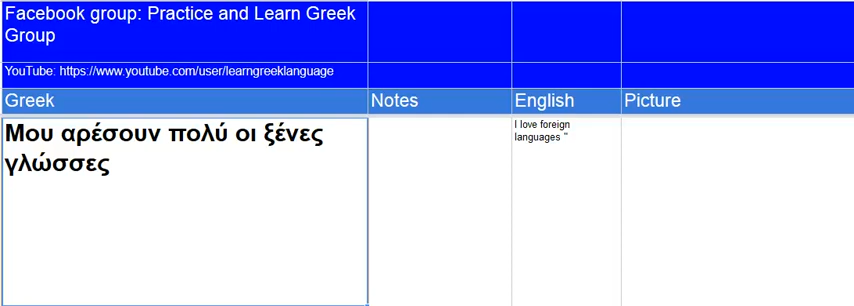 Facebook group: Practice and Learn Greek
Group
YouTube: https://www.youtube.com/user/learngreeklanguage
Greek Notes English Picture
Μου αρέσουν πολύ οι ξένες
γλώσσες
I love foreign
languages "